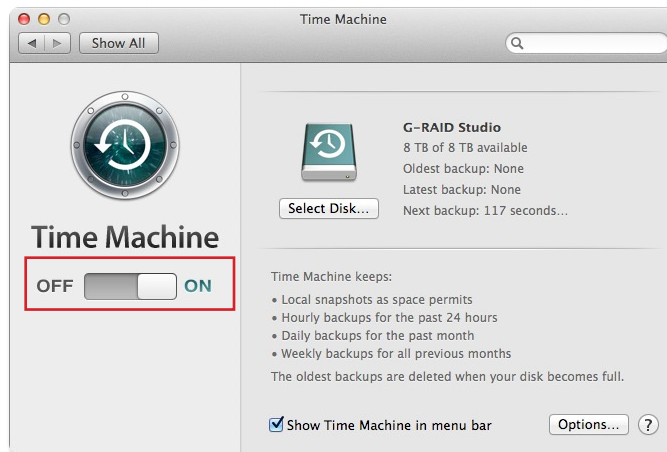 Time Machine
Show All
G-RAID Studio
8 TB of 8 TB available
Oldest backup: None
Latest backup: None
Select Disk...
Next backup: 117 seconds...
Time Machine
OFF ON
Time Machine keeps:
• Local snapshots as space permits
• Hourly backups for the past 24 hours
• Daily backups for the past month
• Weekly backups for all previous months
The oldest backups are deleted when your disk becomes full.
Show Time Machine in menu bar
Options... ?